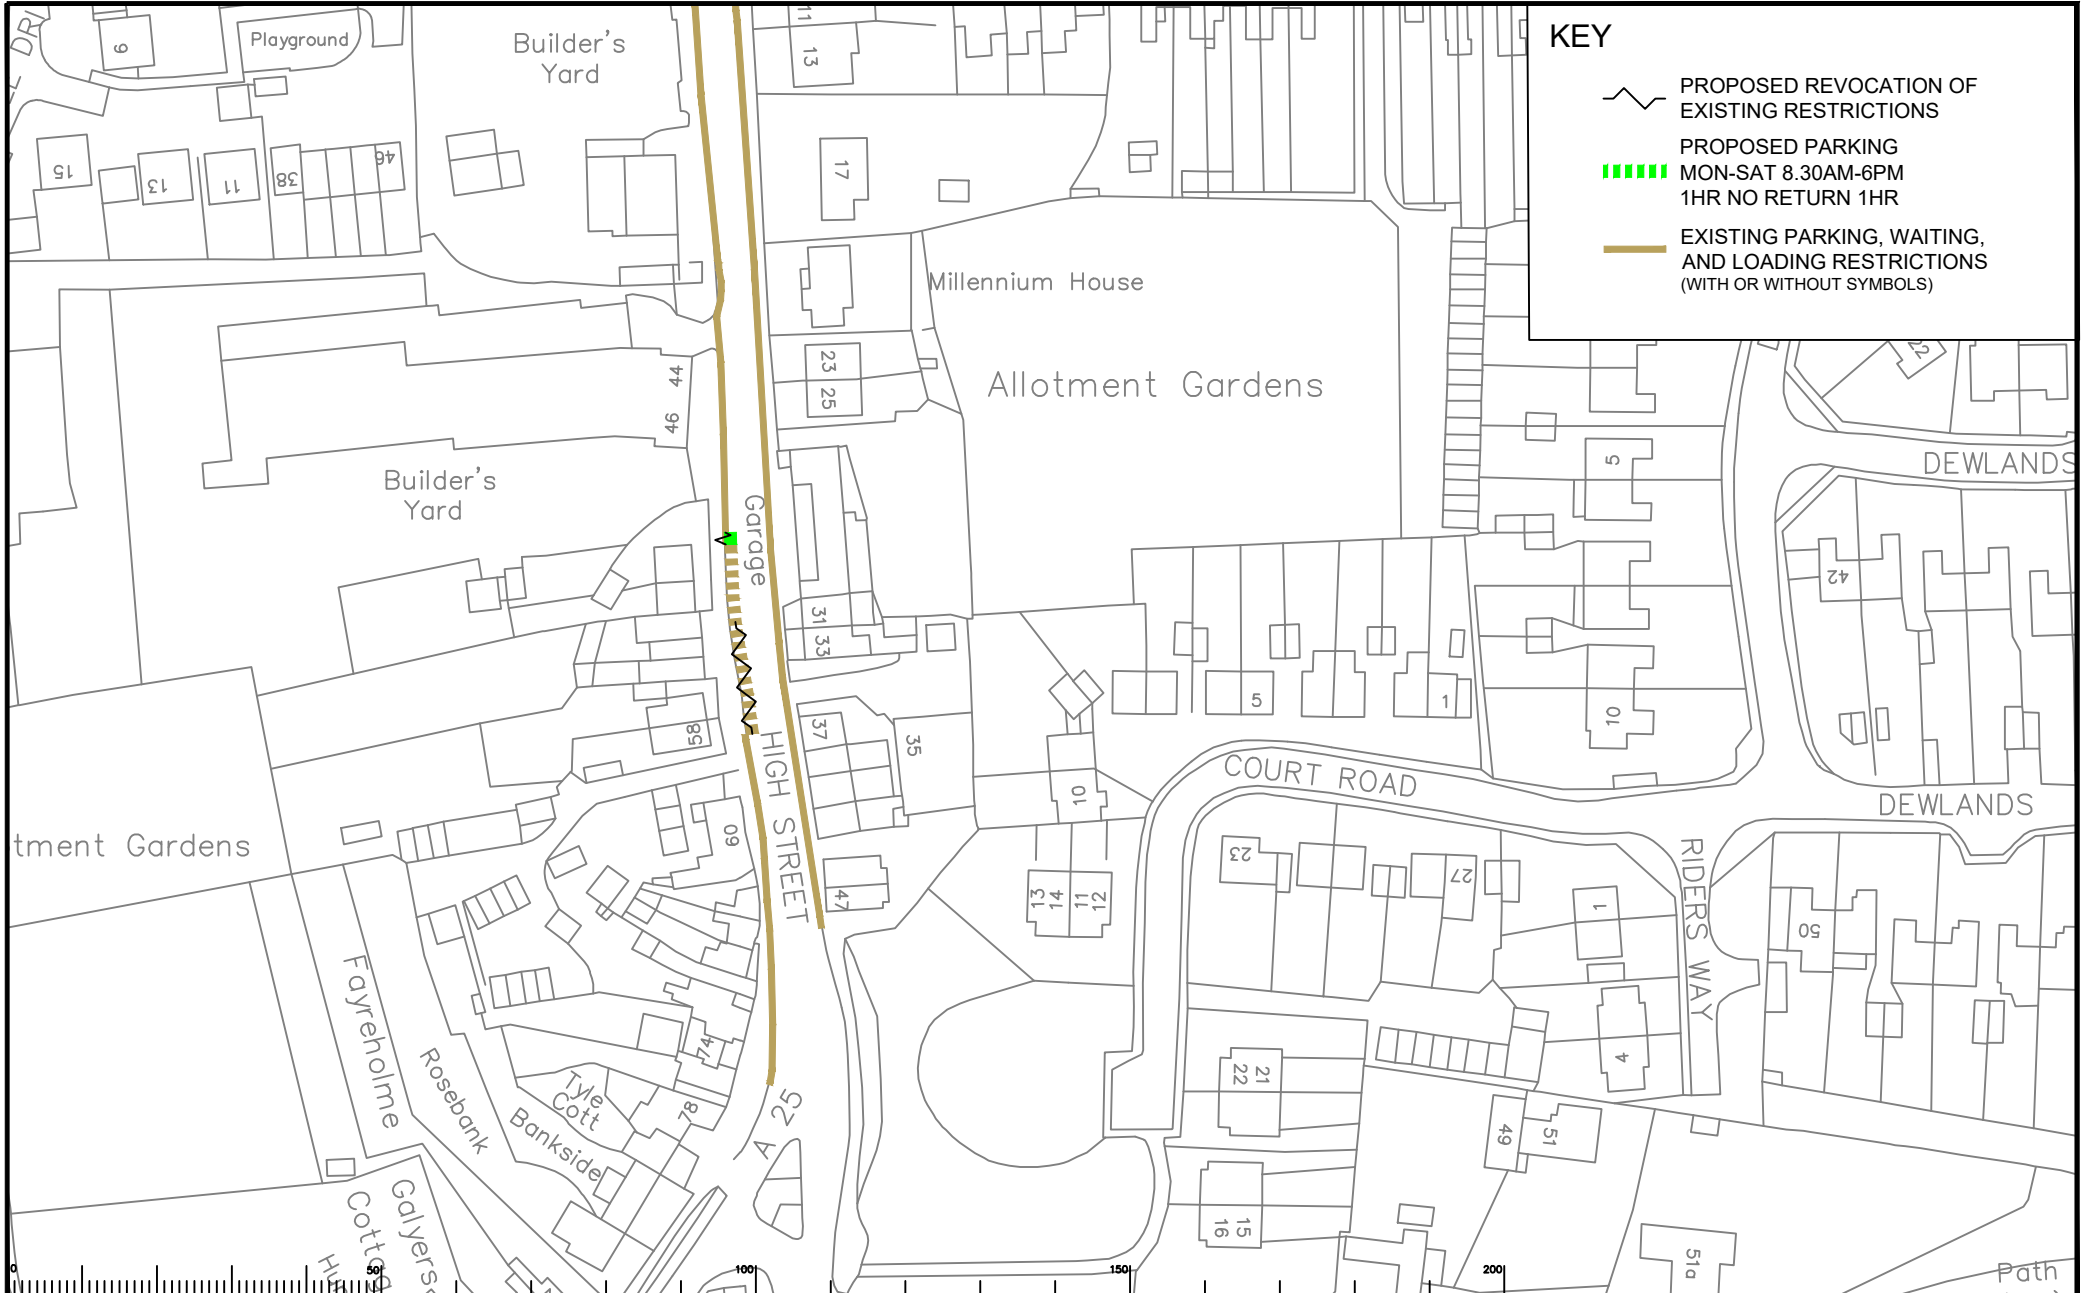 KEY
PROPOSED REVOCATION OF
EXISTING RESTRICTIONS
PROPOSED PARKING
MON-SAT 8.30AM-6PM
1HR NO RETURN 1HR
EXISTING PARKING, WAITING,
AND LOADING RESTRICTIONS
(WITH OR WITHOUT SYMBOLS)
9
Playground
Builder's
Yard
11
13
15
13
11
38
46
17
Millennium House
23
25
44
46
Allotment Gardens
22
5
DEWLANDS
Builder's
Yard
Garage
31
33
42
58
37
35
5
1
10
HIGH STREET
COURT ROAD
10
DEWLANDS
tment Gardens
60
47
13
14
11
12
23
27
RIDERS WAY
1
50
4
Fayreholme
Rosebank
Tyle
Cott
Bankside
74
78
A 25
22
21
49
51
16
15
51a
Galyers
Cottag
Path
0
50
100
150
200